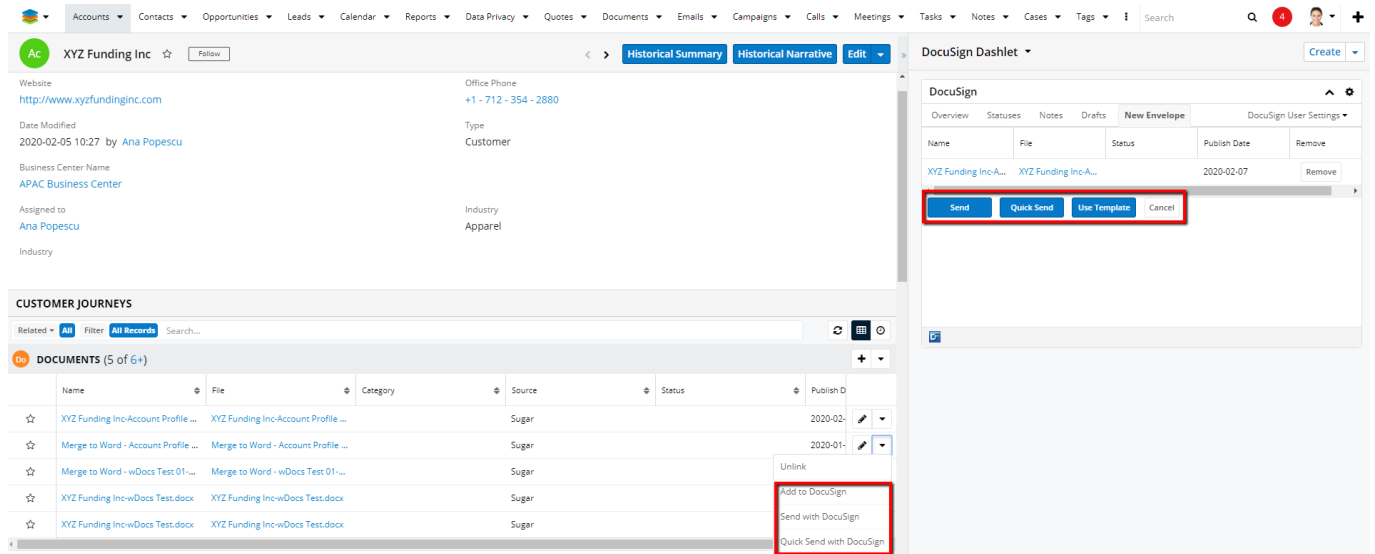 Accounts Contacts Opportunities Leads Calendar Reports Data Privacy Quotes Documents Emails Campaigns Calls Meetings Tasks Notes Cases Tags Search 4
Ac XYZ Funding Inc Follow Historical Summary Historical Narrative Edit
Website Office Phone
http://www.xyzfundinginc.com +1 - 712 - 354 - 2880
Date Modified Type
2020-02-05 10:27 by Ana Popescu Customer
Business Center Name
APAC Business Center
Assigned to Industry
Ana Popescu Apparel
Industry
CUSTOMER JOURNEYS
Related All Filter All Records Search...
Do DOCUMENTS (5 of 6+)
Name File Category Source Status Publish D
XYZ Funding Inc-Account Profile ... XYZ Funding Inc-Account Profile ... Sugar 2020-02-
Merge to Word - Account Profile ... Merge to Word - Account Profile ... Sugar 2020-01-
Merge to Word - wDocs Test 01-... Merge to Word - wDocs Test 01-... Sugar
XYZ Funding Inc-wDocs Test.docx XYZ Funding Inc-wDocs Test.docx Sugar
XYZ Funding Inc-wDocs Test.docx XYZ Funding Inc-wDocs Test.docx Sugar
Unlink
Add to DocuSign
Send with DocuSign
Quick Send with DocuSign
DocuSign Dashlet Create
DocuSign
Overview Statuses Notes Drafts New Envelope DocuSign User Settings
Name File Status Publish Date Remove
XYZ Funding Inc-A... XYZ Funding Inc-A... 2020-02-07 Remove
Send Quick Send Use Template Cancel